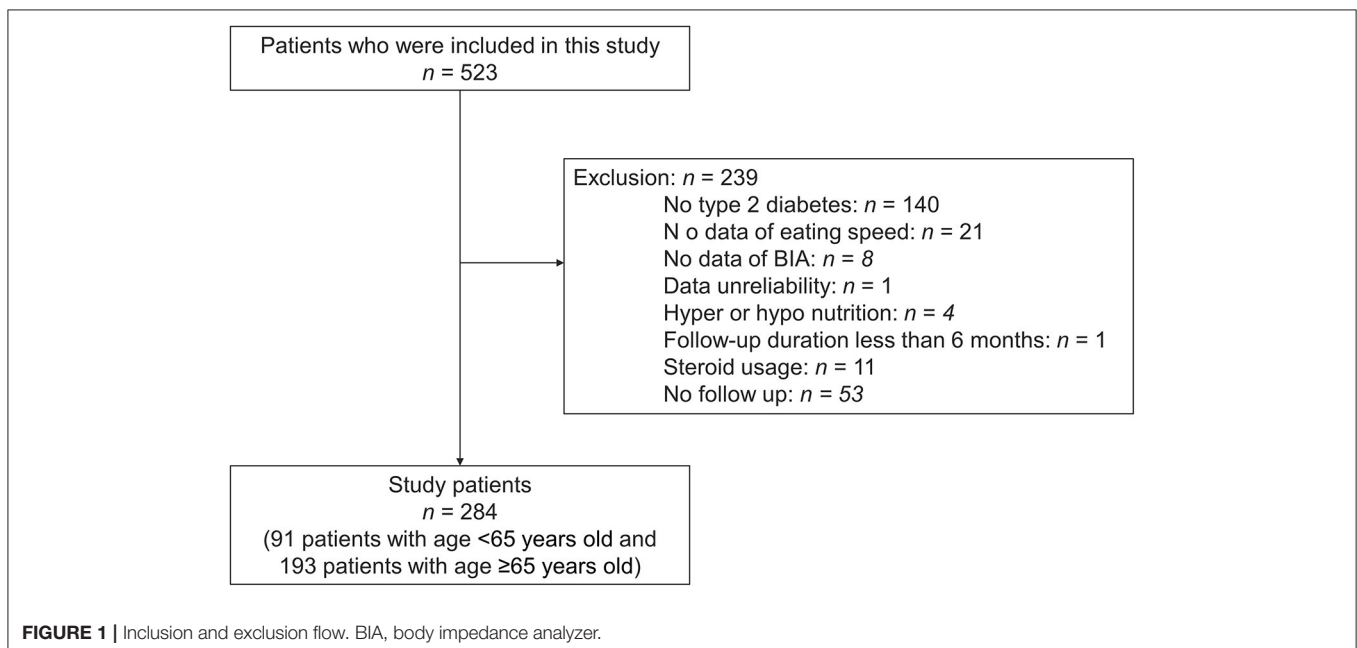 Patients who were included in this study
n = 523
Exclusion: n = 239
No type 2 diabetes: n = 140
N o data of eating speed: n = 21
No data of BIA: n = 8
Data unreliability: n = 1
Hyper or hypo nutrition: n = 4
Follow-up duration less than 6 months: n = 1
Steroid usage: n = 11
No follow up: n = 53
Study patients
n = 284
(91 patients with age <65 years old and
193 patients with age ≥65 years old)
FIGURE 1 | Inclusion and exclusion flow. BIA, body impedance analyzer.